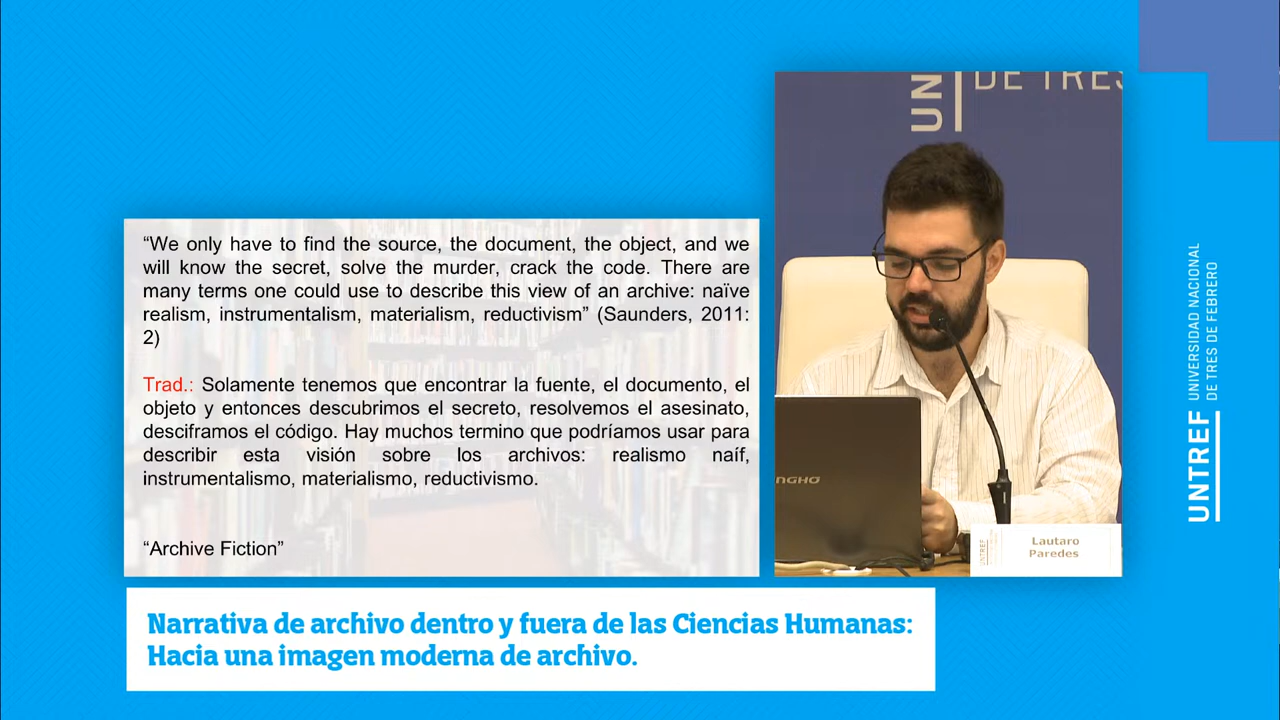 “We only have to find the source, the document, the object, and we
will know the secret, solve the murder, crack the code. There are
many terms one could use to describe this view of an archive: naïve
realism, instrumentalism, materialism, reductivism” (Saunders, 2011:
2)
Trad.: Solamente tenemos que encontrar la fuente, el documento, el
objeto y entonces descubrimos el secreto, resolvemos el asesinato,
desciframos el código. Hay muchos termino que podríamos usar para
describir esta visión sobre los archivos: realismo naíf,
instrumentalismo, materialismo, reductivismo.
“Archive Fiction”
UN
DE TRES
NGHO
UNTREF
Lautaro
Paredes
Narrativa de archivo dentro y fuera de las Ciencias Humanas:
Hacia una imagen moderna de archivo.
UNTREF
UNIVERSIDAD NACIONAL
DE TRES DE FEBRERO